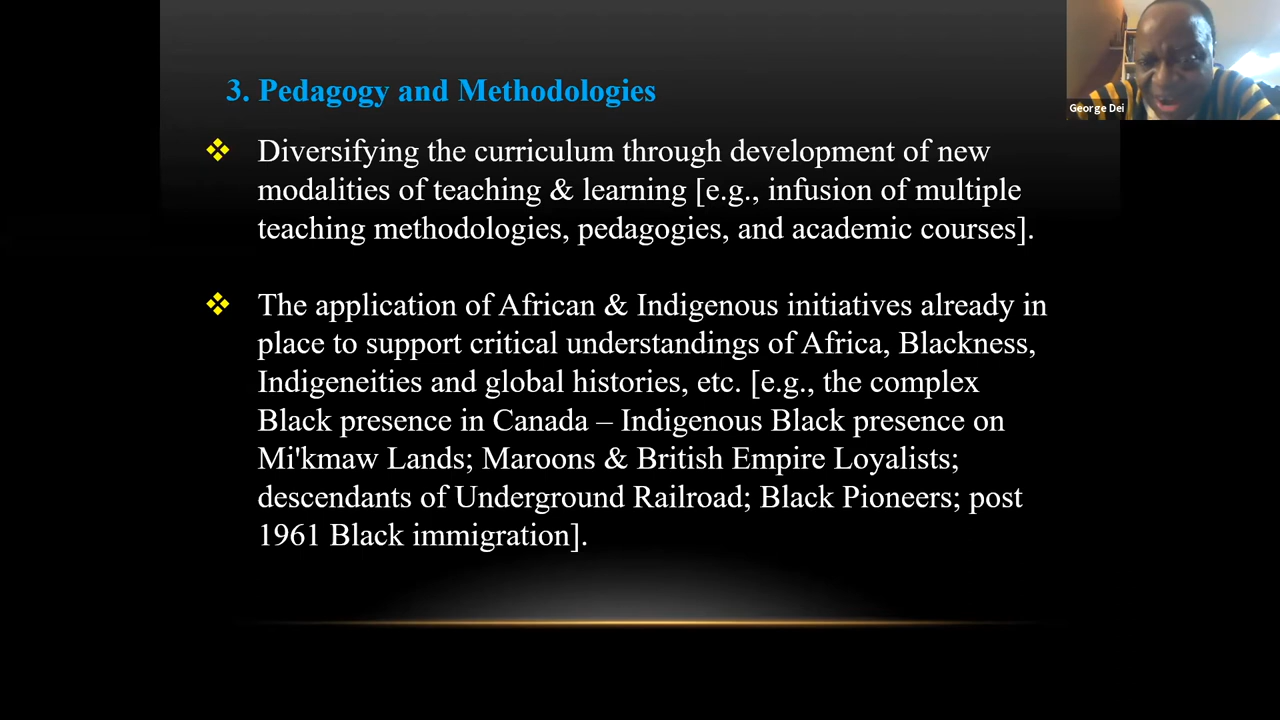 3. Pedagogy and Methodologies
George Dei
Diversifying the curriculum through development of new
modalities of teaching & learning [e.g., infusion of multiple
teaching methodologies, pedagogies, and academic courses].
The application of African & Indigenous initiatives already in
place to support critical understandings of Africa, Blackness,
Indigeneities and global histories, etc. [e.g., the complex
Black presence in Canada – Indigenous Black presence on
Mi'kmaw Lands; Maroons & British Empire Loyalists;
descendants of Underground Railroad; Black Pioneers; post
1961 Black immigration].